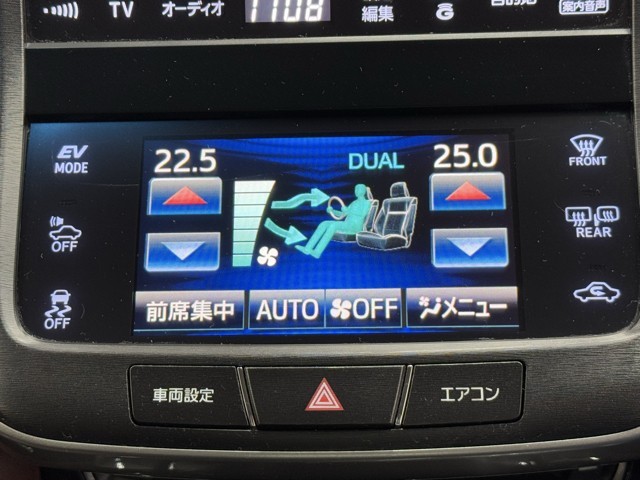 TV オーディオ 1108 編集 G 案内音声
EV MODE
22.5 DUAL 25.0
FRONT
OFF
REAR
OFF
前席集中 AUTO OFF メニュー
車両設定 エアコン